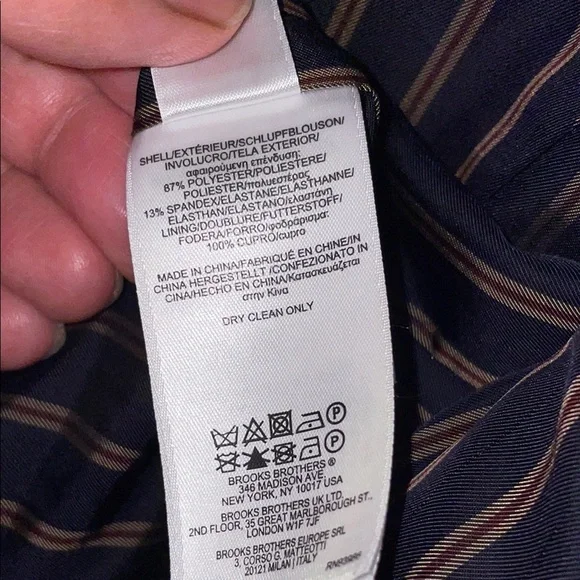 SHELL/EXTÉRIEUR/SCHLUPFBLOUSON/
INVOLUCRO/TELA EXTERIOR/
αφαιρούμενη επένδυση:
87% POLYESTER/POLIESTERE/
POLIESTER/πολυεστέρας
13% SPANDEX/ELASTANE/ELASTHANNE/
ELASTHAN/ELASTANO/ελαστάνη
LINING/DOUBLURE/FUTTERSTOFF/
FODERA/FORRO/φοδράρισμα:
100% CUPRO/cupro
MADE IN CHINA/FABRIQUÉ EN CHINE/IN
CHINA HERGESTELLT /CONFEZIONATO IN
CINA/HECHO EN CHINA/Κατασκευάζεται
στην Κίνα
DRY CLEAN ONLY
P
P
BROOKS BROTHERS ®
346 MADISON AVE
NEW YORK, NY 10017 USA
BROOKS BROTHERS UK LTD.
2ND FLOOR, 35 GREAT MARLBOROUGH ST.,
LONDON W1F 7JF
BROOKS BROTHERS EUROPE SRL
3, CORSO G. MATTEOTTI
20121 MILAN | ITALY